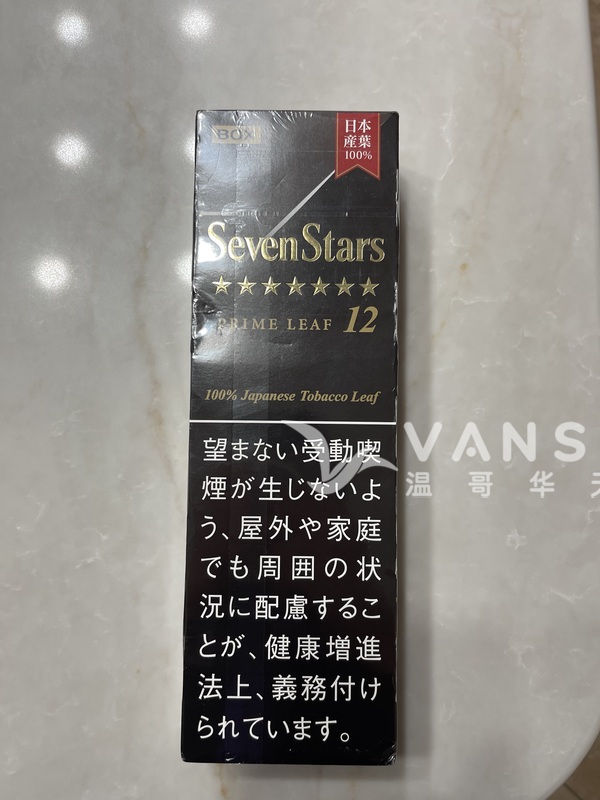 BOX
日本
産葉
100%
Seven Stars
PRIME LEAF 12
100% Japanese Tobacco Leaf
望まない受動喫
煙が生じないよ
う、屋外や家庭
でも周囲の状
況に配慮するこ
とが、健康増進
法上、義務付け
られています。
VANS
温哥华